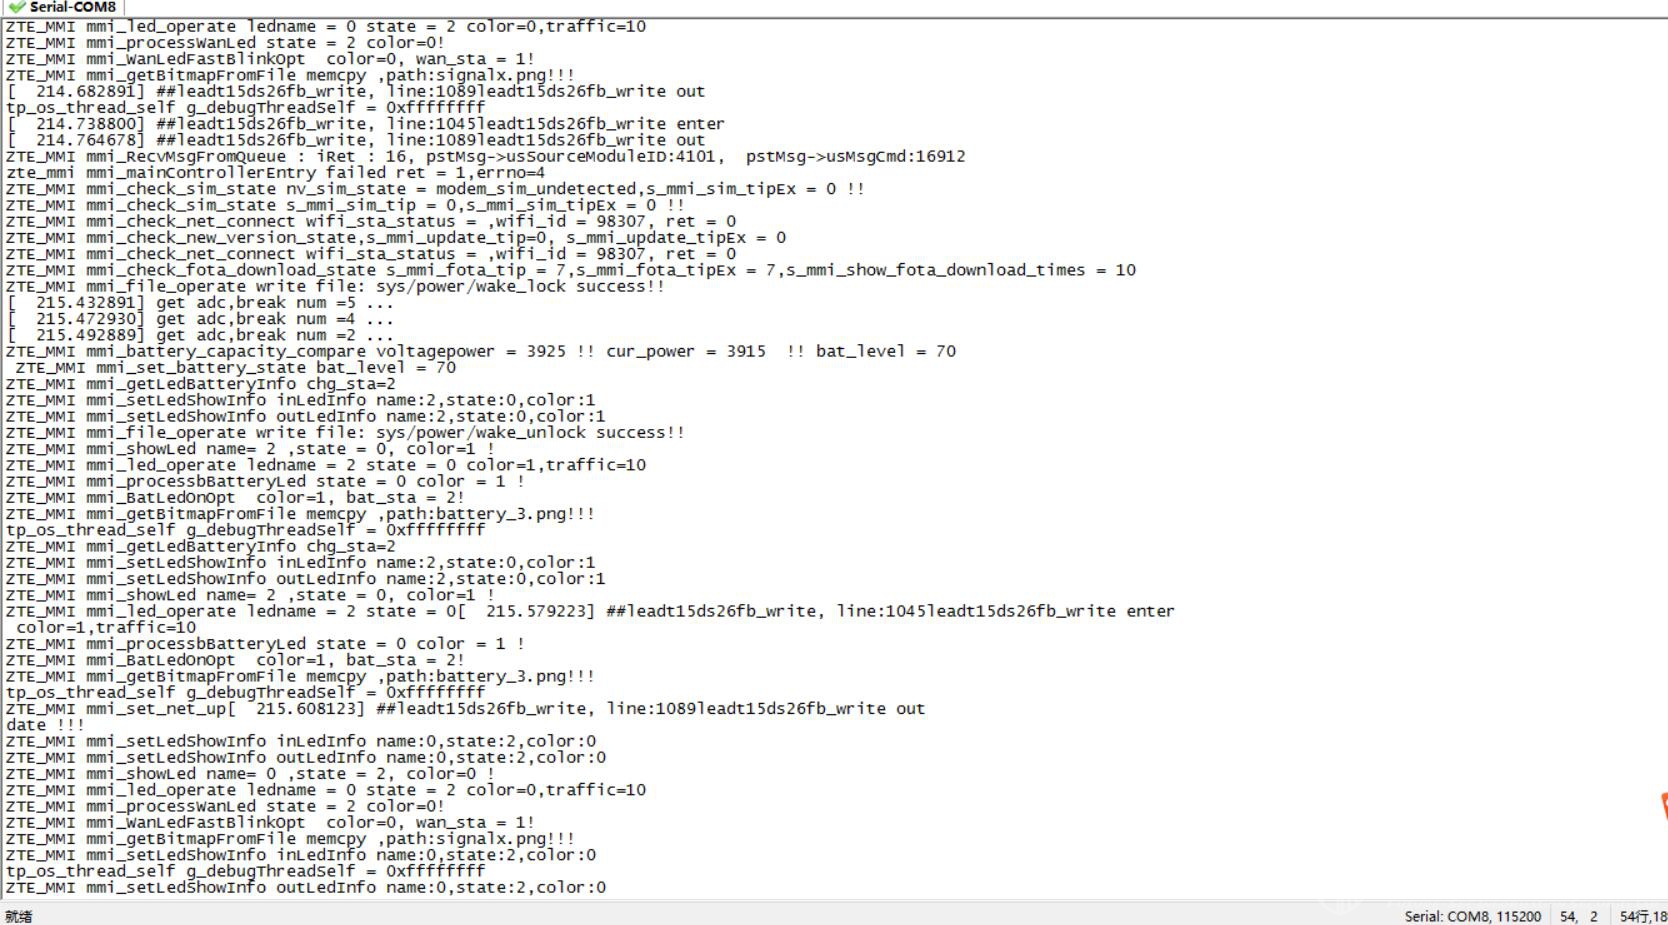 Serial-COM8
ZTE_MMI mmi_led_operate ledname = 0 state = 2 color=0,traffic=10
ZTE_MMI mmi_processWanLed state = 2 color=0!
ZTE_MMI mmi_WanLedFastBlinkOpt  color=0, wan_sta = 1!
ZTE_MMI mmi_getBitmapFromFile memcpy ,path:signalx.png!!!
[  214.682891] ##leadt15ds26fb_write, line:1089leadt15ds26fb_write out
tp_os_thread_self g_debugThreadSelf = 0xffffffff
[  214.738800] ##leadt15ds26fb_write, line:1045leadt15ds26fb_write enter
[  214.764678] ##leadt15ds26fb_write, line:1089leadt15ds26fb_write out
ZTE_MMI mmi_RecvMsgFromQueue : iRet : 16, pstMsg->usSourceModuleID:4101,  pstMsg->usMsgCmd:16912
zte_mmi mmi_mainControllerEntry failed ret = 1,errno=4
ZTE_MMI mmi_check_sim_state nv_sim_state = modem_sim_undetected,s_mmi_sim_tipEx = 0 !!
ZTE_MMI mmi_check_sim_state s_mmi_sim_tip = 0,s_mmi_sim_tipEx = 0 !!
ZTE_MMI mmi_check_net_connect wifi_sta_status = ,wifi_id = 98307, ret = 0
ZTE_MMI mmi_check_new_version_state,s_mmi_update_tip=0, s_mmi_update_tipEx = 0
ZTE_MMI mmi_check_net_connect wifi_sta_status = ,wifi_id = 98307, ret = 0
ZTE_MMI mmi_check_fota_download_state s_mmi_fota_tip = 7,s_mmi_fota_tipEx = 7,s_mmi_show_fota_download_times = 10
ZTE_MMI mmi_file_operate write file: sys/power/wake_lock success!!
[  215.432891] get adc,break num =5 ...
[  215.472930] get adc,break num =4 ...
[  215.492889] get adc,break num =2 ...
ZTE_MMI mmi_battery_capacity_compare voltagepower = 3925 !! cur_power = 3915  !! bat_level = 70
 ZTE_MMI mmi_set_battery_state bat_level = 70
ZTE_MMI mmi_getLedBatteryInfo chg_sta=2
ZTE_MMI mmi_setLedShowInfo inLedInfo name:2,state:0,color:1
ZTE_MMI mmi_setLedShowInfo outLedInfo name:2,state:0,color:1
ZTE_MMI mmi_file_operate write file: sys/power/wake_unlock success!!
ZTE_MMI mmi_showLed name= 2 ,state = 0, color=1 !
ZTE_MMI mmi_led_operate ledname = 2 state = 0 color=1,traffic=10
ZTE_MMI mmi_processbBatteryLed state = 0 color = 1 !
ZTE_MMI mmi_BatLedOnOpt  color=1, bat_sta = 2!
ZTE_MMI mmi_getBitmapFromFile memcpy ,path:battery_3.png!!!
tp_os_thread_self g_debugThreadSelf = 0xffffffff
ZTE_MMI mmi_getLedBatteryInfo chg_sta=2
ZTE_MMI mmi_setLedShowInfo inLedInfo name:2,state:0,color:1
ZTE_MMI mmi_setLedShowInfo outLedInfo name:2,state:0,color:1
ZTE_MMI mmi_showLed name= 2 ,state = 0, color=1 !
ZTE_MMI mmi_led_operate ledname = 2 state = 0[  215.579223] ##leadt15ds26fb_write, line:1045leadt15ds26fb_write enter
 color=1,traffic=10
ZTE_MMI mmi_processbBatteryLed state = 0 color = 1 !
ZTE_MMI mmi_BatLedOnOpt  color=1, bat_sta = 2!
ZTE_MMI mmi_getBitmapFromFile memcpy ,path:battery_3.png!!!
tp_os_thread_self g_debugThreadSelf = 0xffffffff
ZTE_MMI mmi_set_net_up[  215.608123] ##leadt15ds26fb_write, line:1089leadt15ds26fb_write out
date !!!
ZTE_MMI mmi_setLedShowInfo inLedInfo name:0,state:2,color:0
ZTE_MMI mmi_setLedShowInfo outLedInfo name:0,state:2,color:0
ZTE_MMI mmi_showLed name= 0 ,state = 2, color=0 !
ZTE_MMI mmi_led_operate ledname = 0 state = 2 color=0,traffic=10
ZTE_MMI mmi_processWanLed state = 2 color=0!
ZTE_MMI mmi_WanLedFastBlinkOpt  color=0, wan_sta = 1!
ZTE_MMI mmi_getBitmapFromFile memcpy ,path:signalx.png!!!
ZTE_MMI mmi_setLedShowInfo inLedInfo name:0,state:2,color:0
tp_os_thread_self g_debugThreadSelf = 0xffffffff
ZTE_MMI mmi_setLedShowInfo outLedInfo name:0,state:2,color:0
就绪 Serial: COM8, 115200 54, 2 54行,18